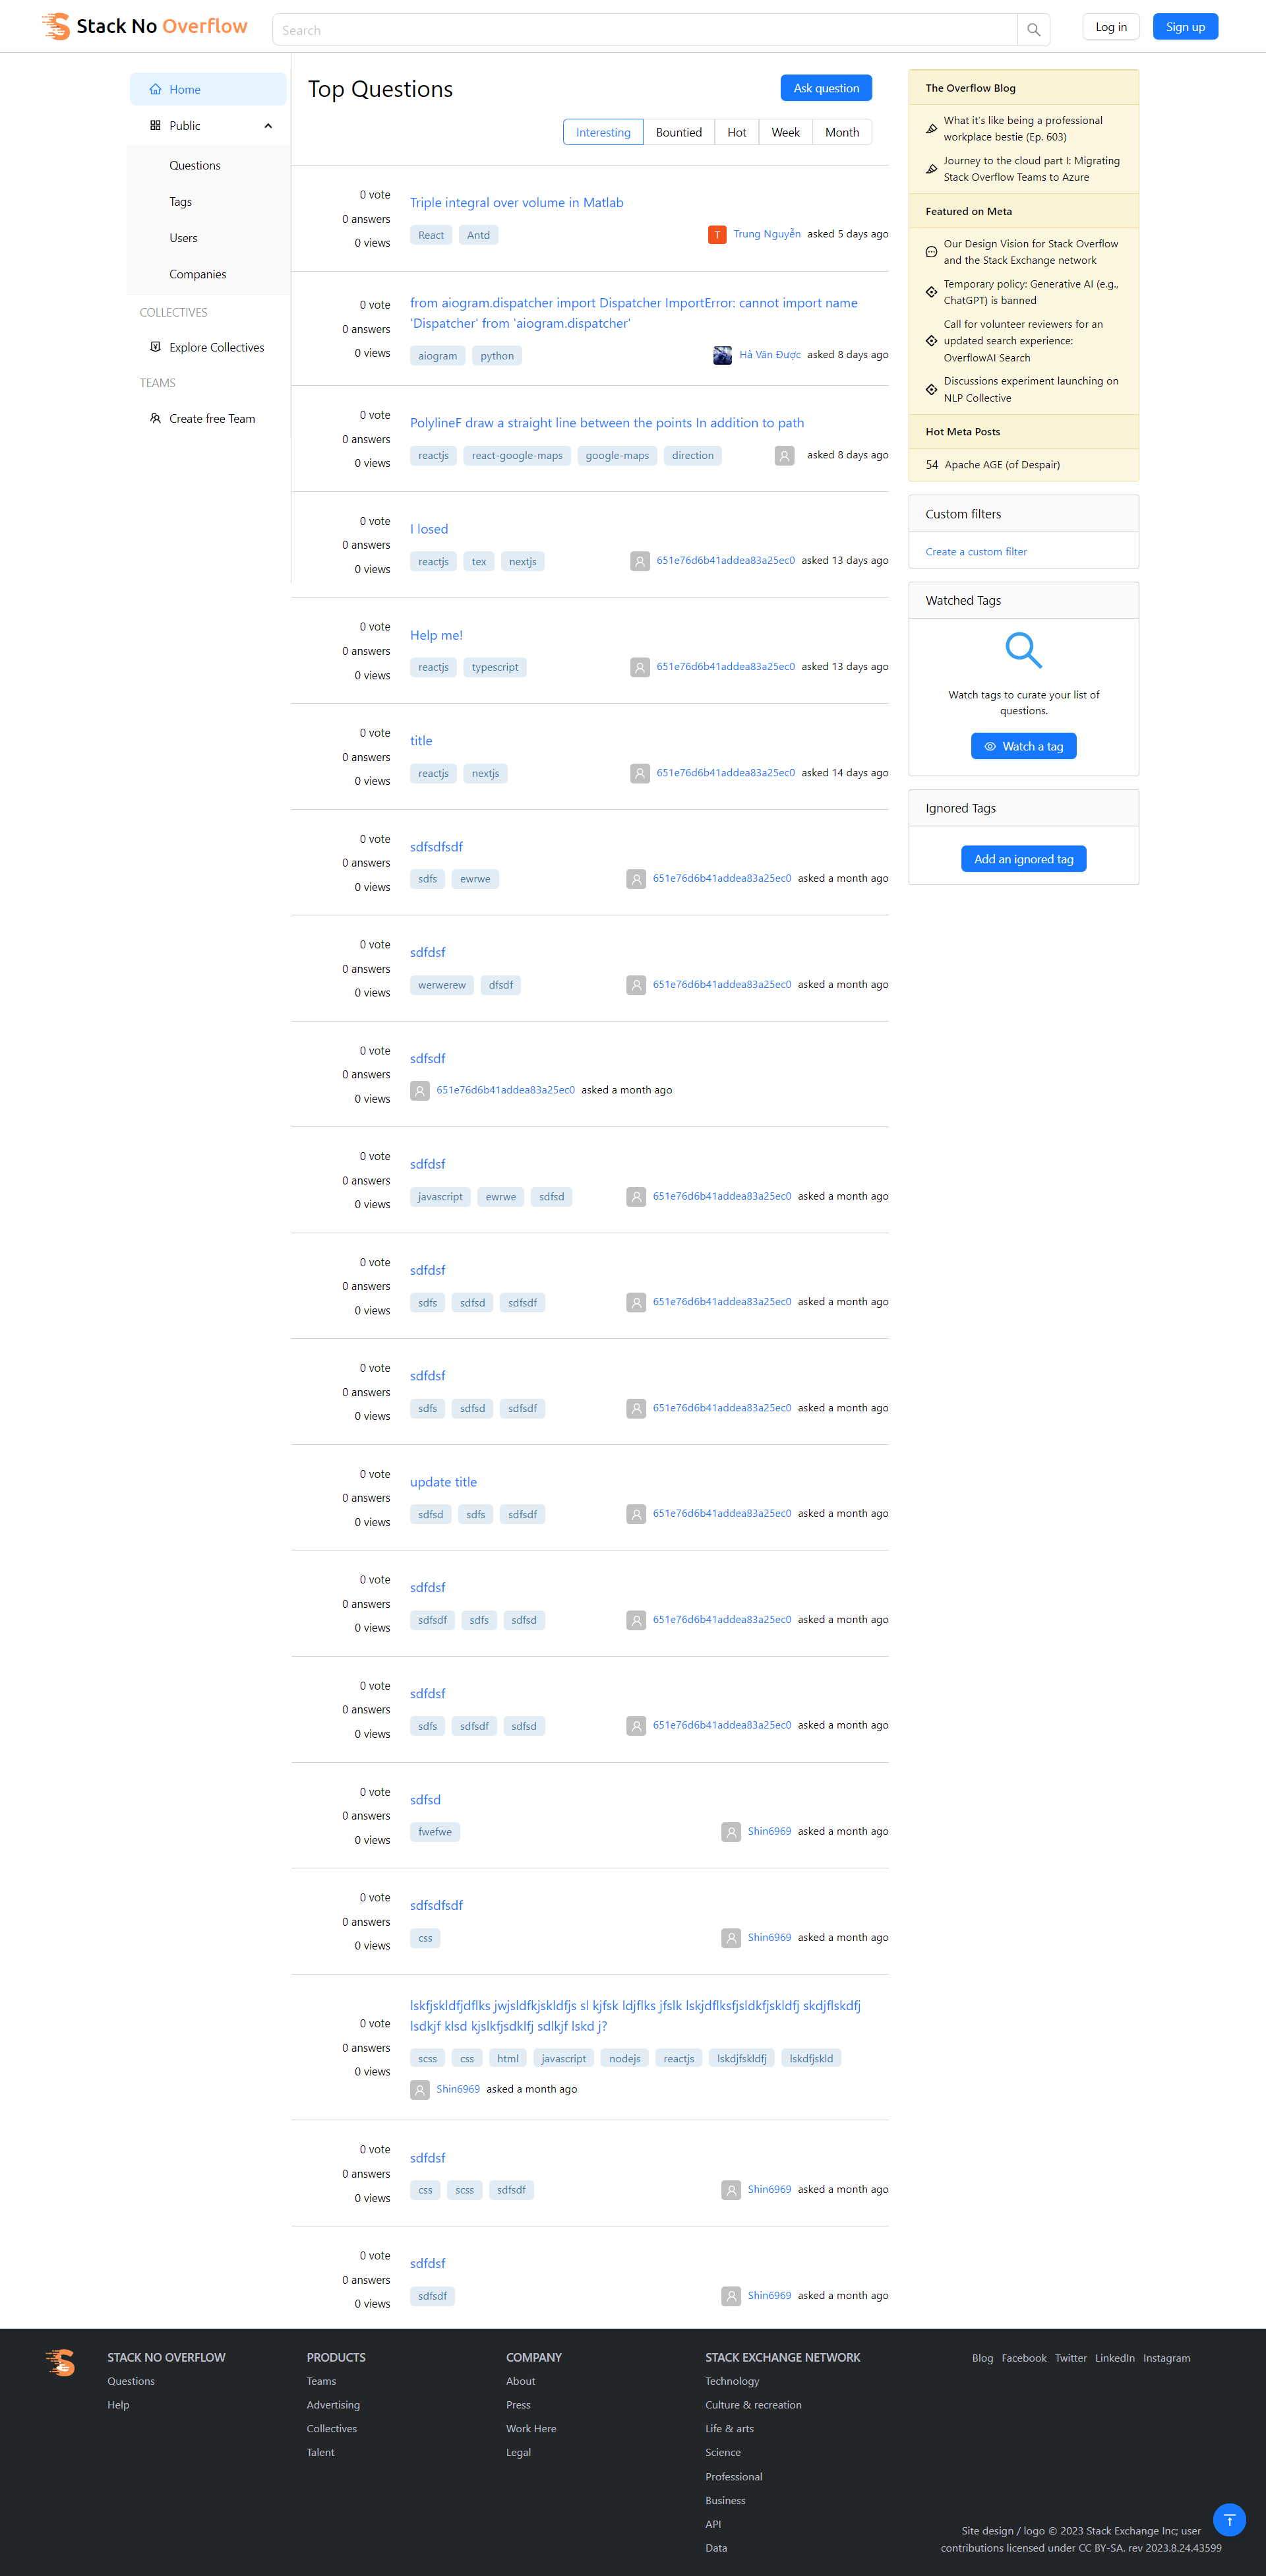 Stack No Overflow
Search
Log in
Sign up
Home
Public
Questions
Tags
Users
Companies
COLLECTIVES
Explore Collectives
TEAMS
Create free Team
Top Questions
Ask question
Interesting Bountied Hot Week Month
0 vote
0 answers
0 views
Triple integral over volume in Matlab
React Antd
T Trung Nguyễn asked 5 days ago
0 vote
0 answers
0 views
from aiogram.dispatcher import Dispatcher ImportError: cannot import name
'Dispatcher' from 'aiogram.dispatcher'
aiogram python
Hà Văn Được asked 8 days ago
0 vote
0 answers
0 views
PolylineF draw a straight line between the points In addition to path
reactjs react-google-maps google-maps direction
asked 8 days ago
0 vote
0 answers
0 views
I losed
reactjs tex nextjs
651e76d6b41addea83a25ec0 asked 13 days ago
0 vote
0 answers
0 views
Help me!
reactjs typescript
651e76d6b41addea83a25ec0 asked 13 days ago
0 vote
0 answers
0 views
title
reactjs nextjs
651e76d6b41addea83a25ec0 asked 14 days ago
0 vote
0 answers
0 views
sdfsdfsdf
sdfs ewrwe
651e76d6b41addea83a25ec0 asked a month ago
0 vote
0 answers
0 views
sdfdsf
werwerew dfsdf
651e76d6b41addea83a25ec0 asked a month ago
0 vote
0 answers
0 views
sdfsdf
651e76d6b41addea83a25ec0 asked a month ago
0 vote
0 answers
0 views
sdfdsf
javascript ewrwe sdfsd
651e76d6b41addea83a25ec0 asked a month ago
0 vote
0 answers
0 views
sdfdsf
sdfs sdfsd sdfsdf
651e76d6b41addea83a25ec0 asked a month ago
0 vote
0 answers
0 views
sdfdsf
sdfs sdfsd sdfsdf
651e76d6b41addea83a25ec0 asked a month ago
0 vote
0 answers
0 views
update title
sdfsd sdfs sdfsdf
651e76d6b41addea83a25ec0 asked a month ago
0 vote
0 answers
0 views
sdfdsf
sdfsdf sdfs sdfsd
651e76d6b41addea83a25ec0 asked a month ago
0 vote
0 answers
0 views
sdfdsf
sdfs sdfsdf sdfsd
651e76d6b41addea83a25ec0 asked a month ago
0 vote
0 answers
0 views
sdfsd
fwefwe
Shin6969 asked a month ago
0 vote
0 answers
0 views
sdfsdfsdf
css
Shin6969 asked a month ago
0 vote
0 answers
0 views
lskfjskldfjdflks jwjsldfkjskldfjs sl kjfsk ldjflks jfslk lskjdflksfjsldkfjskldfj skdjflskdfj
lsdkjf klsd kjslkfjsdklfj sdlkjf lskd j?
scss css html javascript nodejs reactjs lskdjfskldfj lskdfjskld
Shin6969 asked a month ago
0 vote
0 answers
0 views
sdfdsf
css scss sdfsdf
Shin6969 asked a month ago
0 vote
0 answers
0 views
sdfdsf
sdfsdf
Shin6969 asked a month ago
The Overflow Blog
What it's like being a professional
workplace bestie (Ep. 603)
Journey to the cloud part I: Migrating
Stack Overflow Teams to Azure
Featured on Meta
Our Design Vision for Stack Overflow
and the Stack Exchange network
Temporary policy: Generative AI (e.g.,
ChatGPT) is banned
Call for volunteer reviewers for an
updated search experience:
OverflowAI Search
Discussions experiment launching on
NLP Collective
Hot Meta Posts
54 Apache AGE (of Despair)
Custom filters
Create a custom filter
Watched Tags
Watch tags to curate your list of
questions.
Watch a tag
Ignored Tags
Add an ignored tag
STACK NO OVERFLOW
Questions
Help
PRODUCTS
Teams
Advertising
Collectives
Talent
COMPANY
About
Press
Work Here
Legal
STACK EXCHANGE NETWORK
Technology
Culture & recreation
Life & arts
Science
Professional
Business
API
Data
Blog Facebook Twitter LinkedIn Instagram
Site design / logo © 2023 Stack Exchange Inc; user
contributions licensed under CC BY-SA. rev 2023.8.24.43599